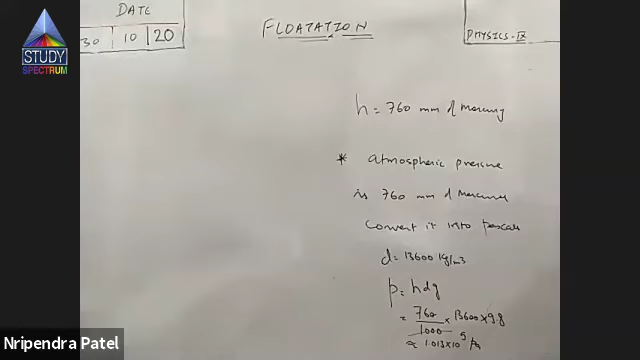 DATE
30 10 20
STUDY
SPECTRUM
FLOATATION
PHYSICS-IX
h = 760 mm of Mercury
* atmospheric pressure
is 760 mm of Mercury
Convert it into pascals
d = 13600 kg/m3
P = hdg
= 760/1000 × 13600 × 9.8
≈ 1.013×10^5 Pa
Nripendra Patel